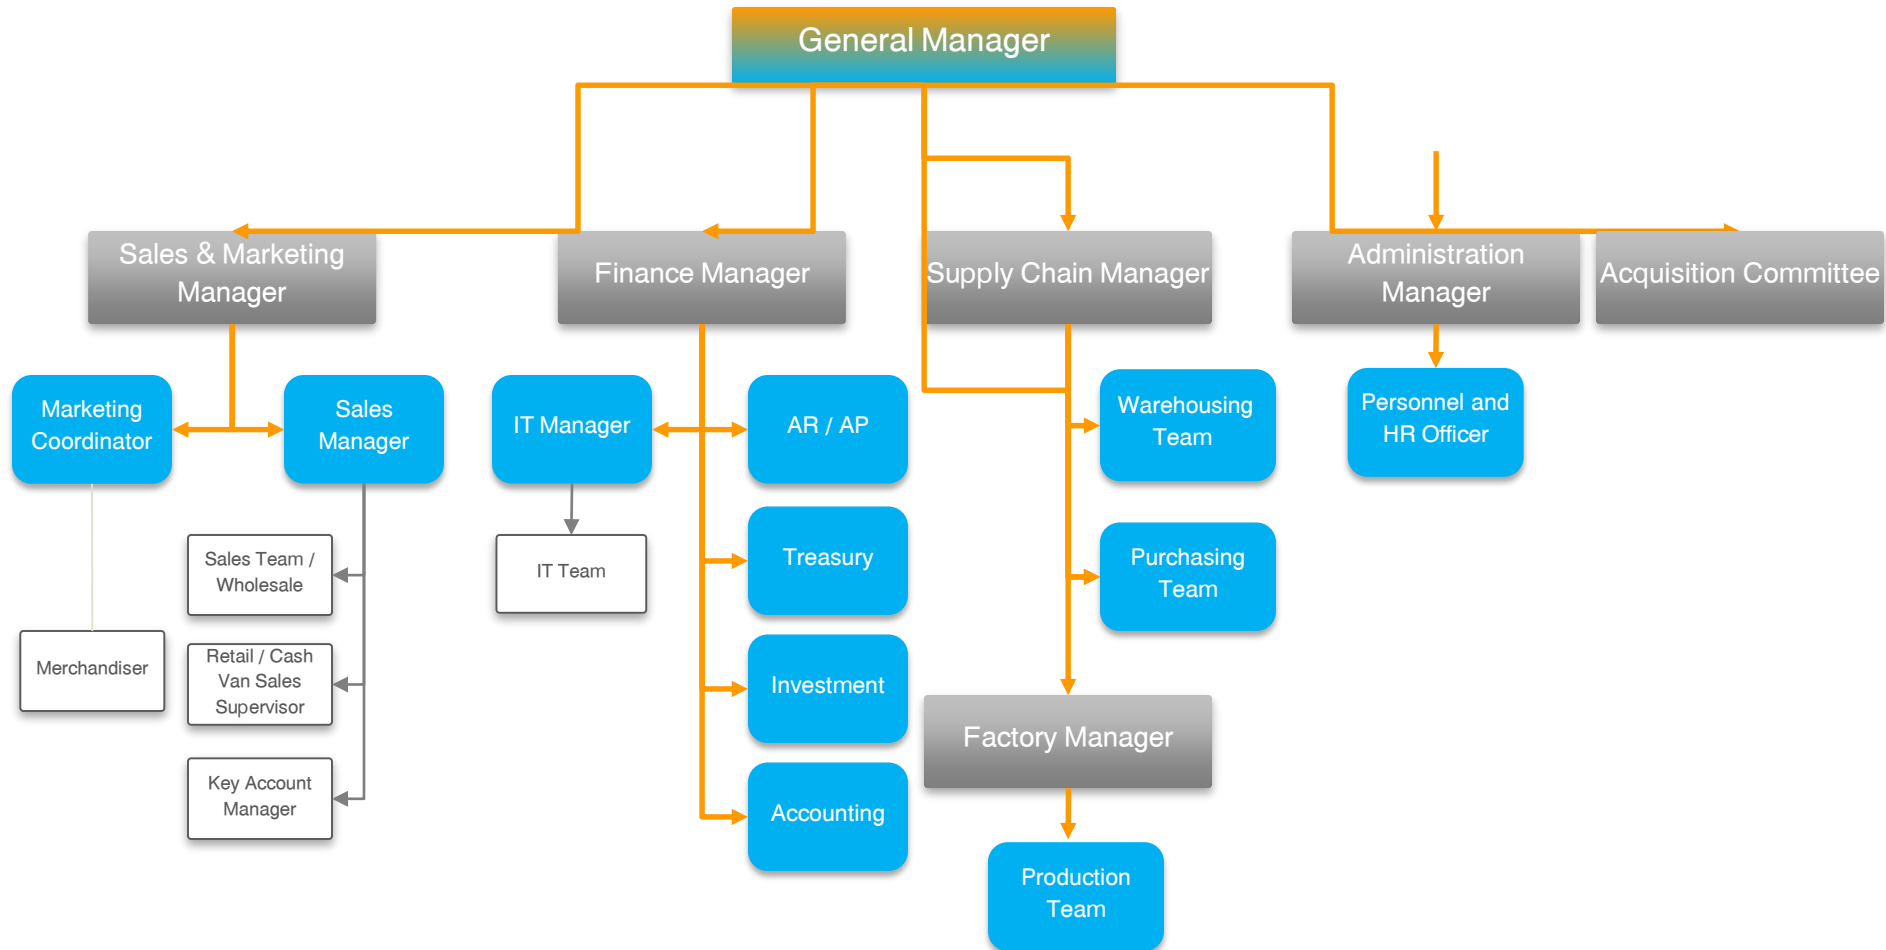 General Manager
Sales & Marketing
Manager
Finance Manager
Supply Chain Manager
Administration
Manager
Acquisition Committee
Marketing
Coordinator
Sales
Manager
IT Manager
AR / AP
Warehousing
Team
Personnel and
HR Officer
Sales Team /
Wholesale
IT Team
Treasury
Purchasing
Team
Merchandiser
Retail / Cash
Van Sales
Supervisor
Investment
Factory Manager
Key Account
Manager
Accounting
Production
Team